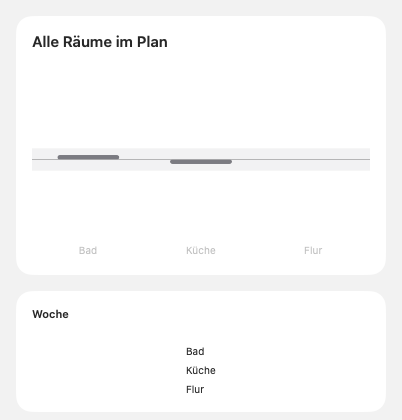 Alle Räume im Plan
Bad Küche Flur
Woche
Bad
Küche
Flur